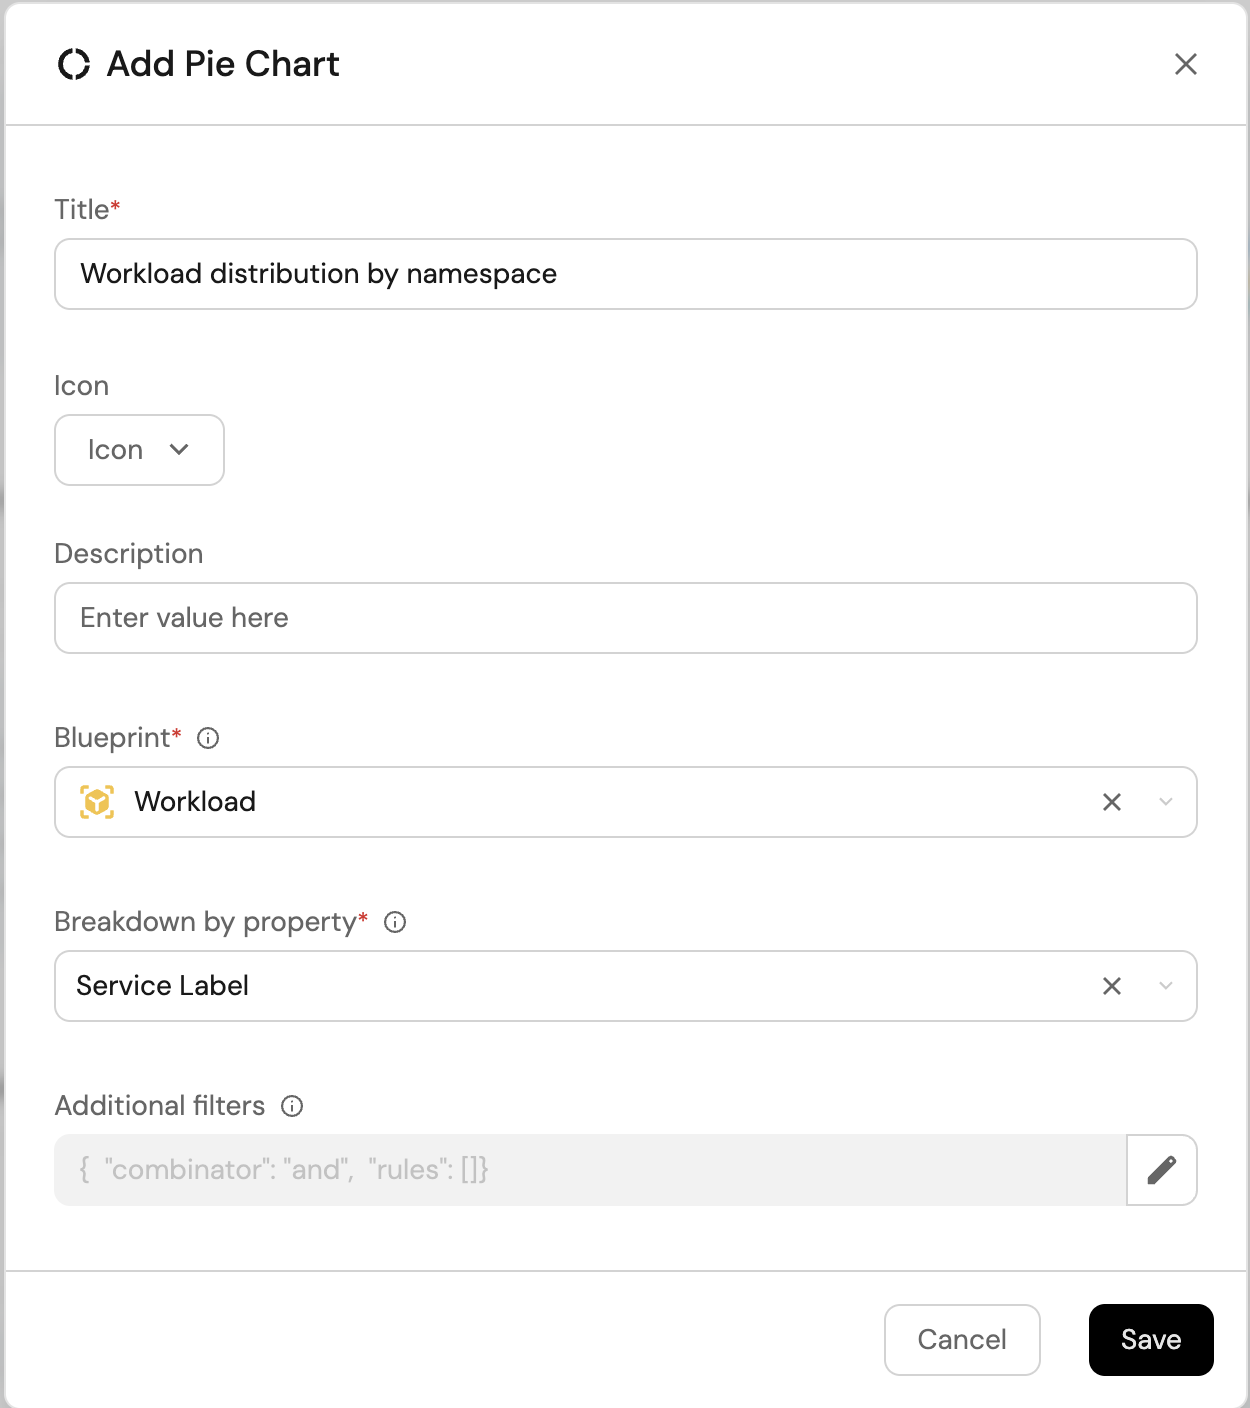 Add Pie Chart
Title*
Workload distribution by namespace
Icon
Icon
Description
Enter value here
Blueprint*
Workload
Breakdown by property*
Service Label
Additional filters
{  "combinator": "and",  "rules": []}
Cancel
Save